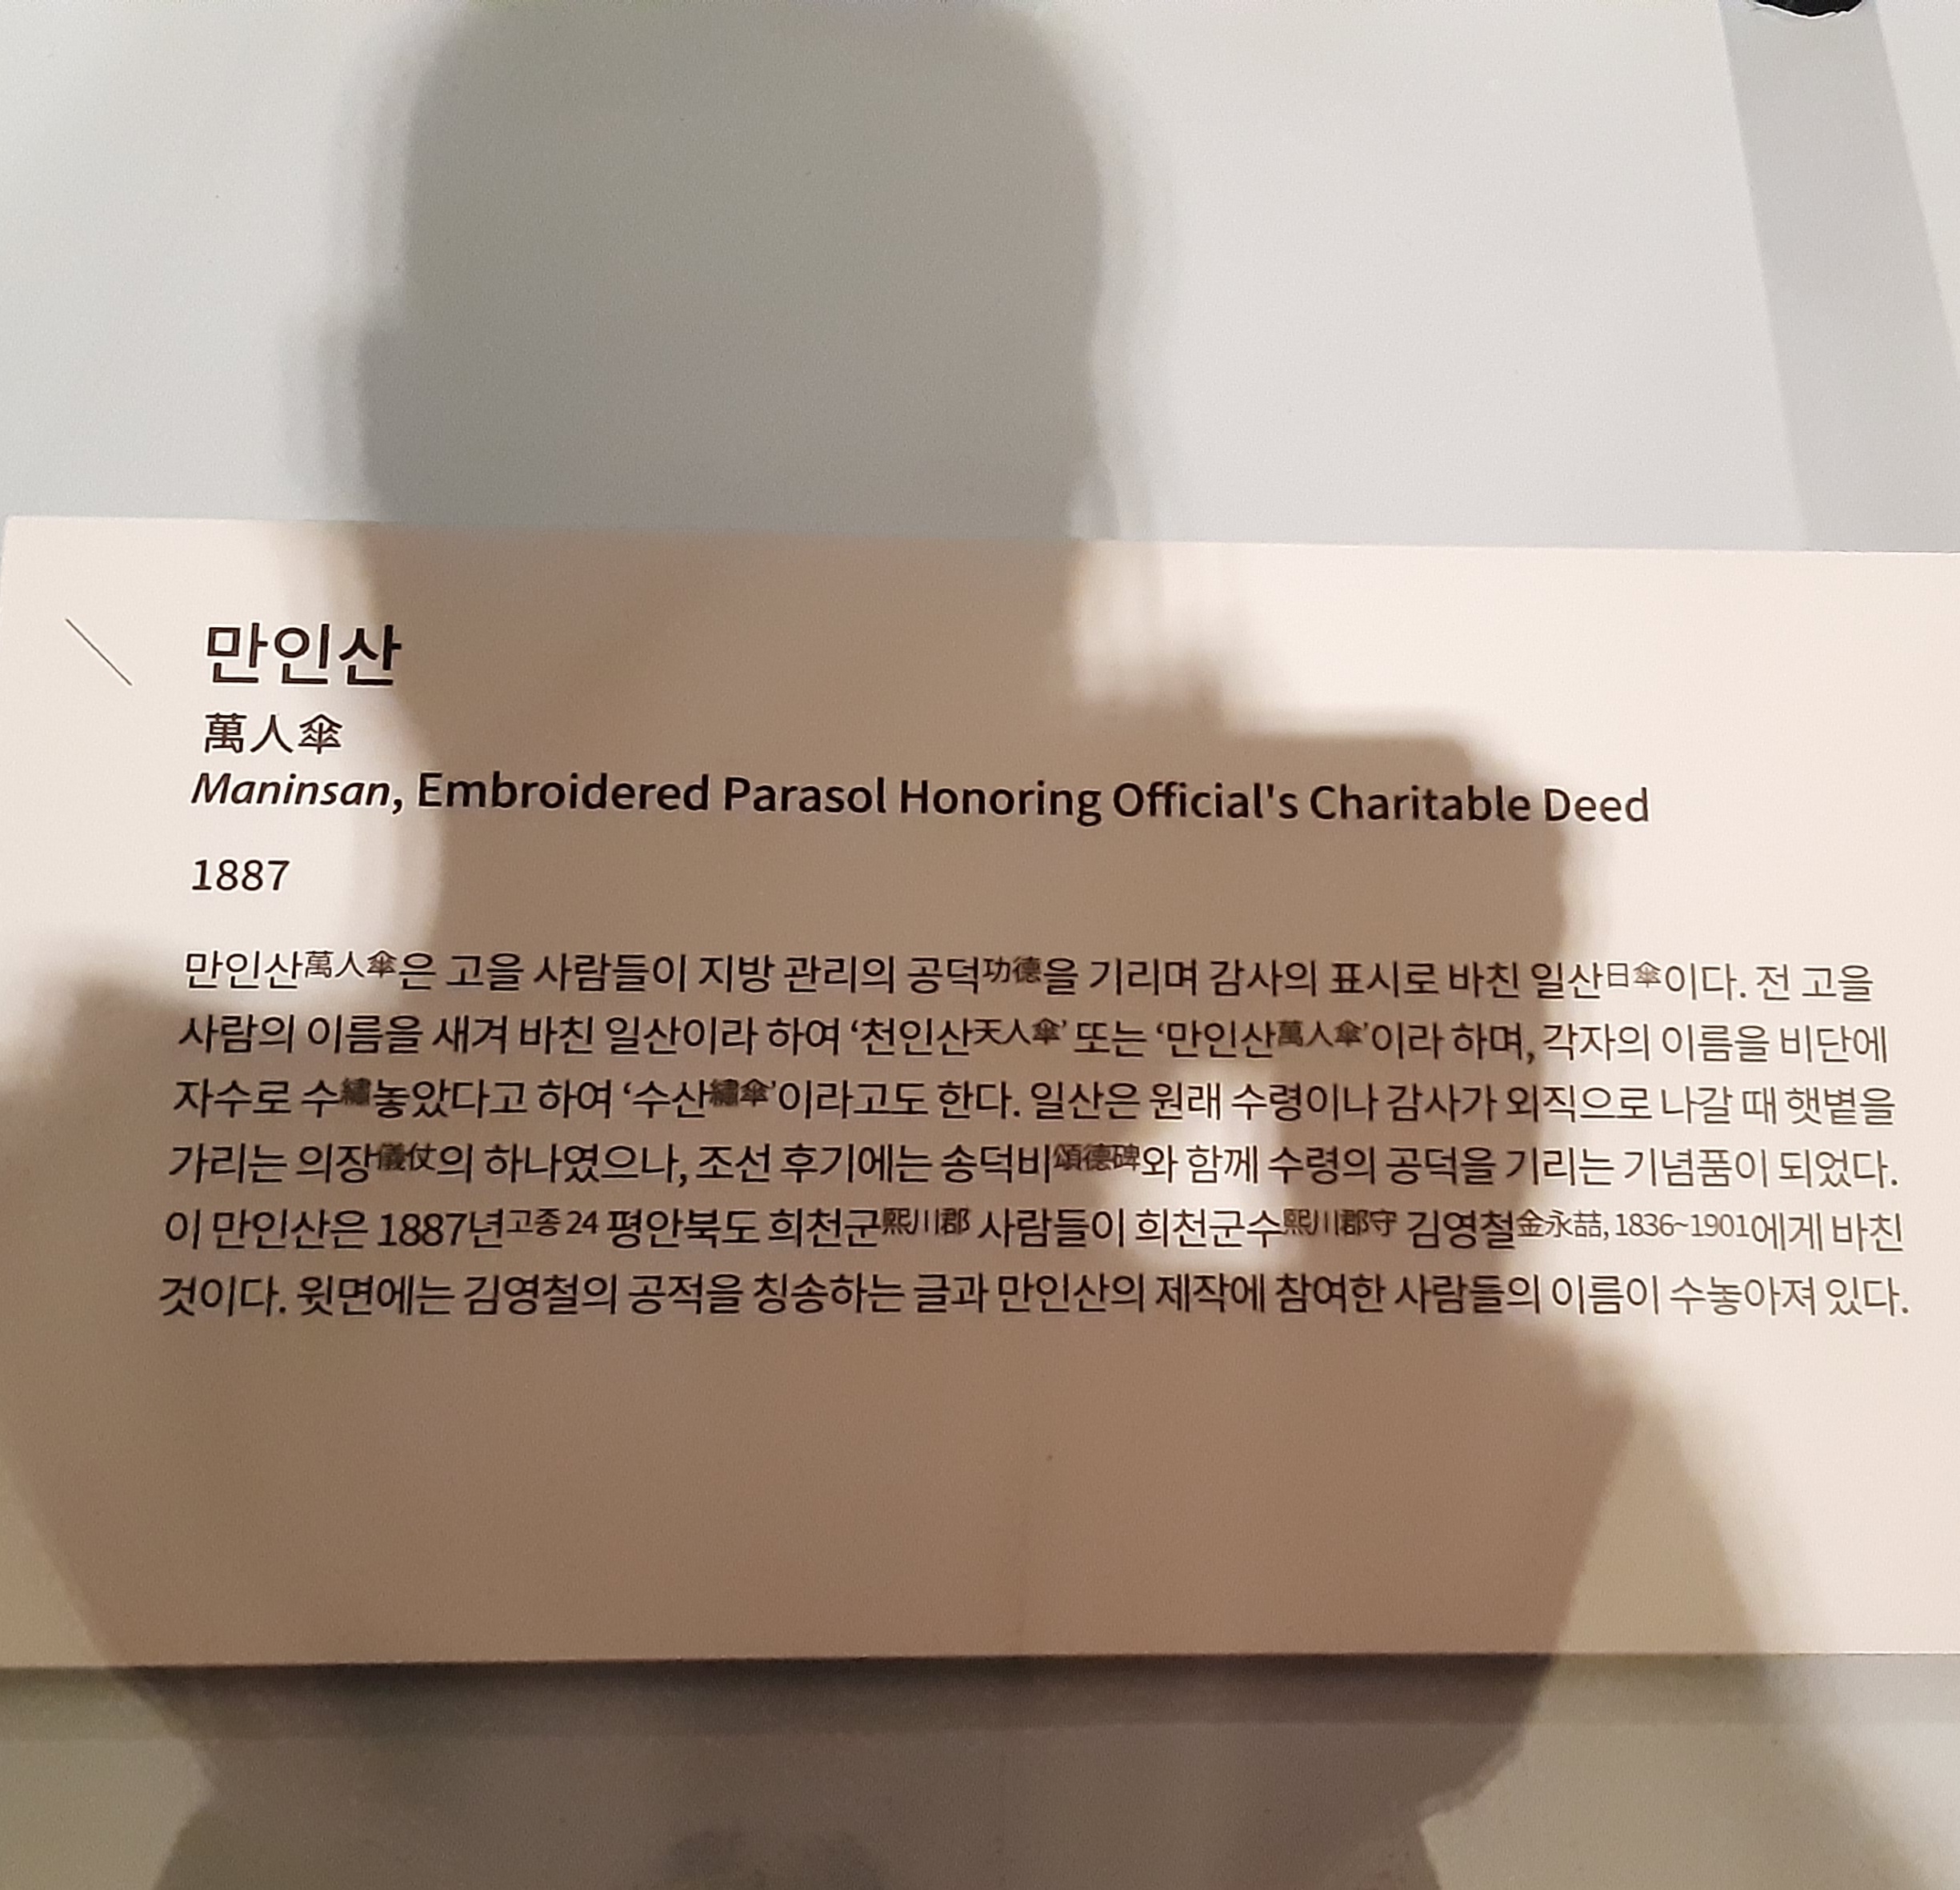 만인산
萬人傘
Maninsan, Embroidered Parasol Honoring Official's Charitable Deed
1887
만인산萬人傘은 고을 사람들이 지방 관리의 공덕功德을 기리며 감사의 표시로 바친 일산日傘이다. 전 고을
사람의 이름을 새겨 바친 일산이라 하여 ‘천인산天人傘’ 또는 ‘만인산萬人傘’이라 하며, 각자의 이름을 비단에
자수로 수繡놓았다고 하여 ‘수산繡傘’이라고도 한다. 일산은 원래 수령이나 감사가 외직으로 나갈 때 햇볕을
가리는 의장儀仗의 하나였으나, 조선 후기에는 송덕비頌德碑와 함께 수령의 공덕을 기리는 기념품이 되었다.
이 만인산은 1887년고종 24 평안북도 희천군熙川郡 사람들이 희천군수熙川郡守 김영철金永喆, 1836~1901에게 바친
것이다. 윗면에는 김영철의 공적을 칭송하는 글과 만인산의 제작에 참여한 사람들의 이름이 수놓아져 있다.